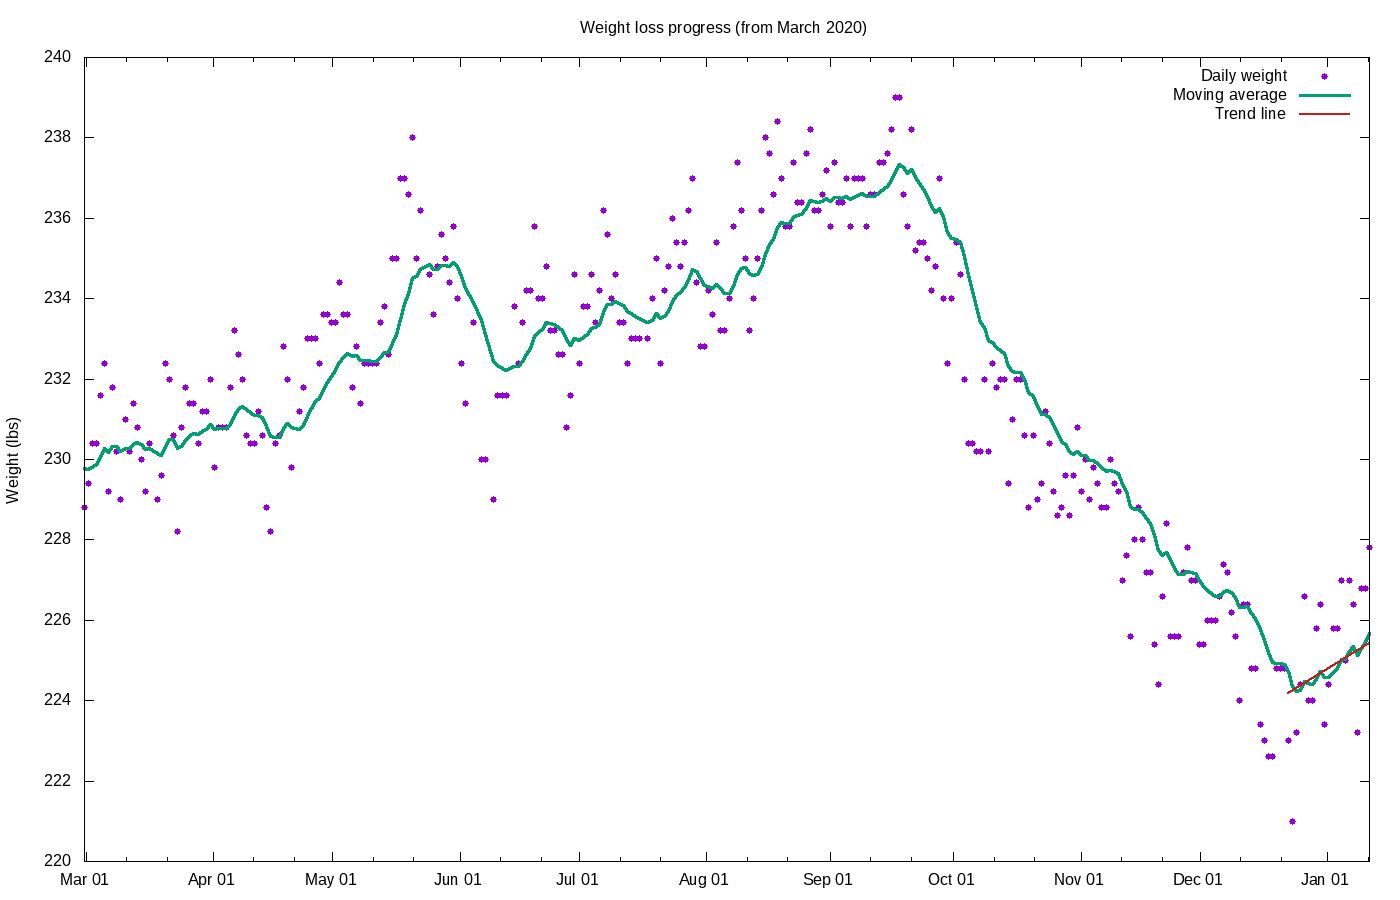 Weight loss progress (from March 2020)
Daily weight
Moving average
Trend line
240
238
236
234
232
230
228
226
224
222
220
Weight (lbs)
Mar 01 Apr 01 May 01 Jun 01 Jul 01 Aug 01 Sep 01 Oct 01 Nov 01 Dec 01 Jan 01